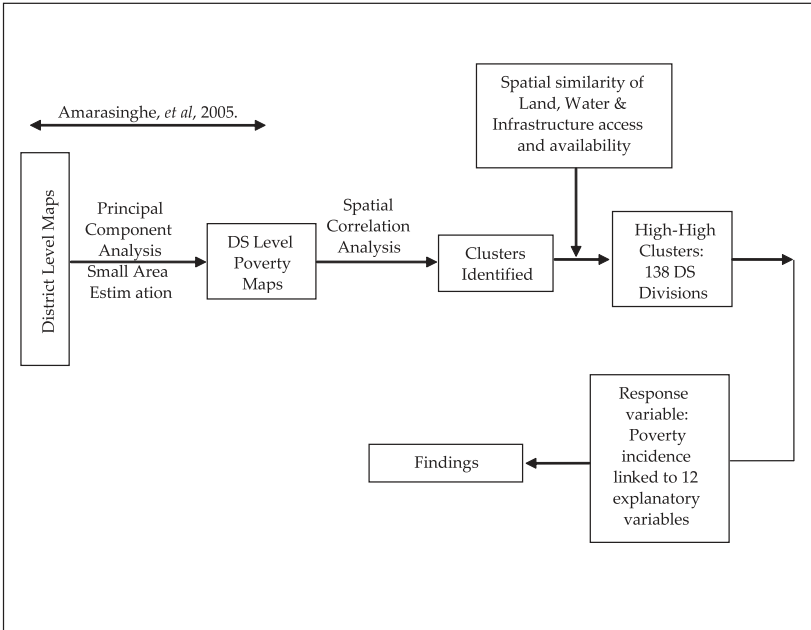 Amarasinghe, et al, 2005.
District Level Maps
Principal
Component
Analysis
Small Area
Estim ation
DS Level
Poverty
Maps
Spatial
Correlation
Analysis
Clusters
Identified
Spatial similarity of
Land, Water &
Infrastructure access
and availability
High-High
Clusters:
138 DS
Divisions
Response
variable:
Poverty
incidence
linked to 12
explanatory
variables
Findings